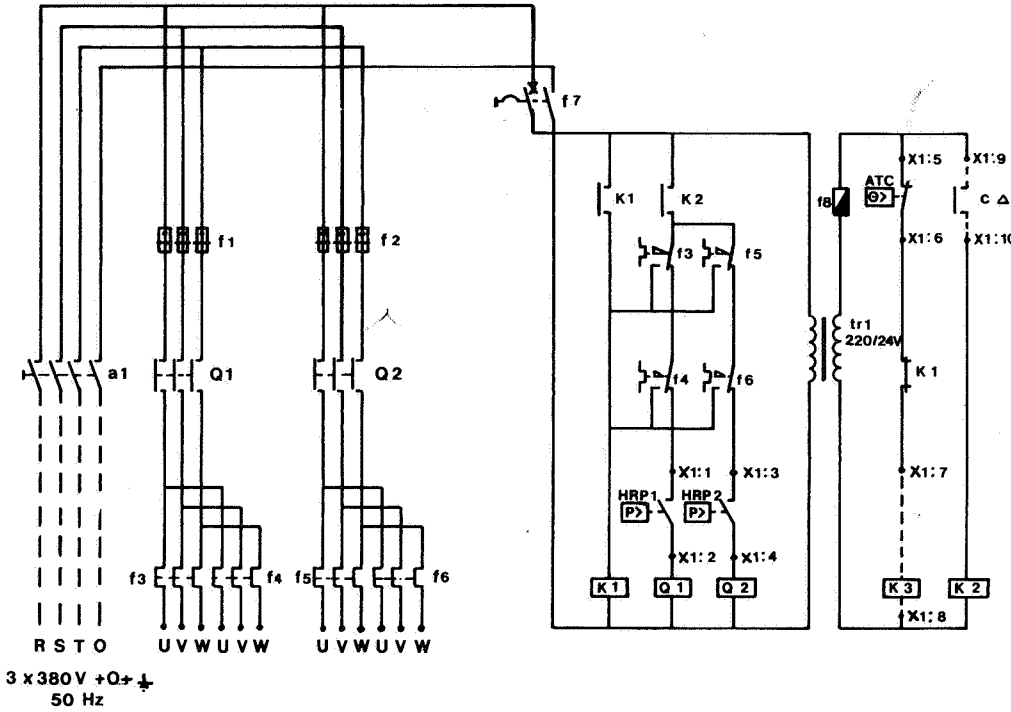 f7
X1:5
X1:9
ATC
Θ>
K1
K2
f8
C Δ
f1
f2
f3
f5
X1:6
X1:10
tr1
220/24V
a1
Q1
Q2
f4
f6
K1
X1:1
X1:3
X1:7
HRP1
HRP2
P>
P>
X1:2
X1:4
f3
f4
f5
f6
K1
Q1
Q2
K3
K2
X1:8
R S T O
U V W U V W
U V W U V W
3 x 380V +O+ ⏚
50 Hz